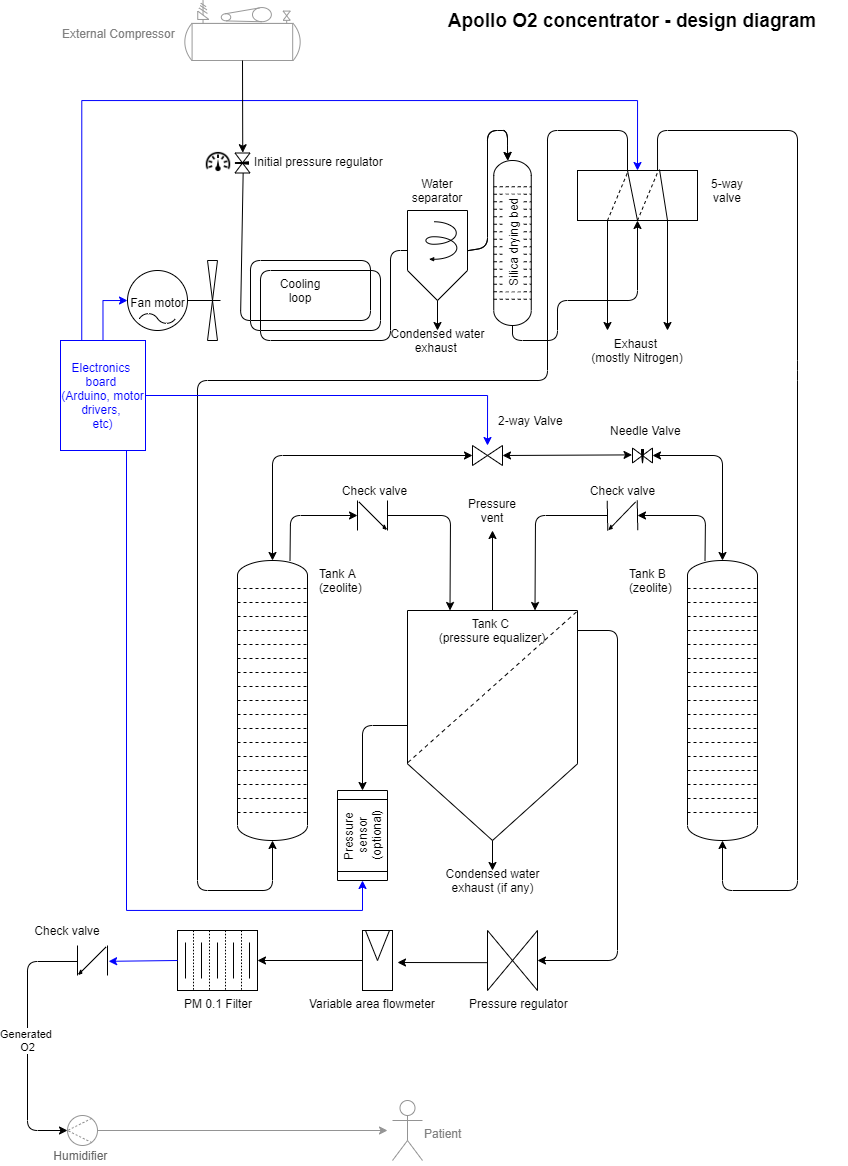 Apollo O2 concentrator - design diagram
External Compressor
Initial pressure regulator
Water
separator
Silica drying bed
5-way
valve
Cooling
loop
Fan motor
Condensed water
exhaust
Exhaust
(mostly Nitrogen)
Electronics
board
(Arduino, motor
drivers,
etc)
2-way Valve
Needle Valve
Check valve
Pressure
vent
Check valve
Tank A
(zeolite)
Tank B
(zeolite)
Tank C
(pressure equalizer)
Pressure
sensor
(optional)
Condensed water
exhaust (if any)
Check valve
PM 0.1 Filter
Variable area flowmeter
Pressure regulator
Generated
O2
Patient
Humidifier